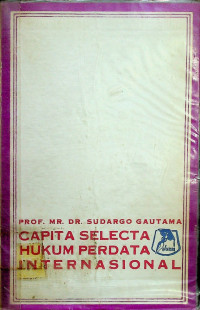 PROF. MR. DR. SUDARGO GAUTAMA
CAPITA SELECTA
HUKUM PERDATA
INTERNASIONAL